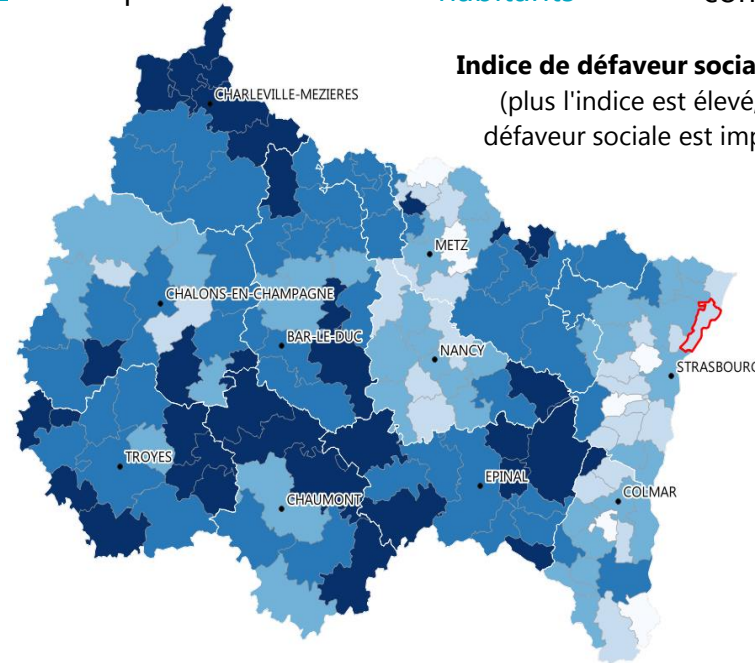 Indice de défaveur socia
(plus l'indice est élevé,
défaveur sociale est imp
CHARLEVILLE-MEZIERES
METZ
CHALONS-EN-CHAMPAGNE
BAR-LE-DUC
NANCY
STRASBOURG
TROYES
EPINAL
CHAUMONT
COLMAR